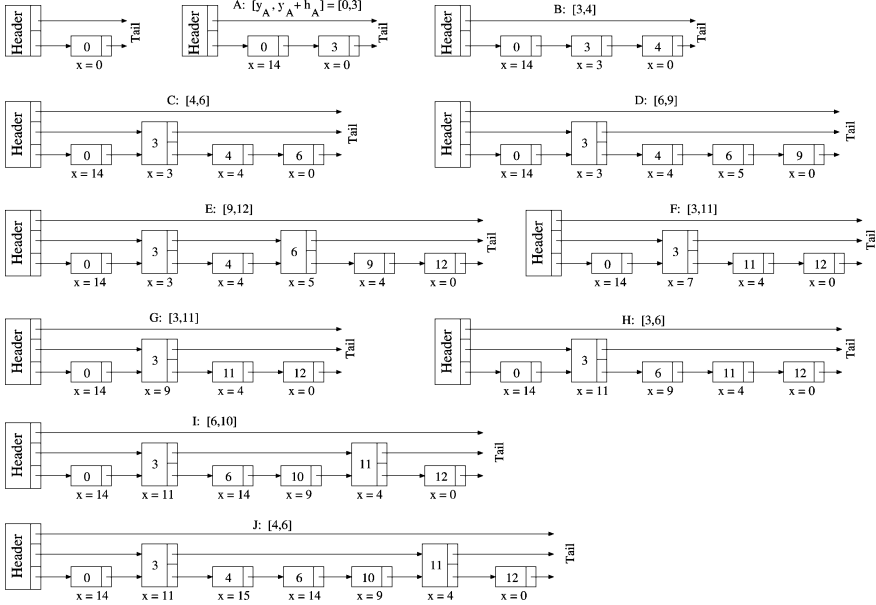 A: [y_A, y_A + h_A] = [0,3]
B: [3,4]
Header 0 Tail
Header 0 3 Tail
Header 0 3 4 Tail
x = 0
x = 14 x = 0
x = 14 x = 3 x = 0
C: [4,6]
D: [6,9]
Header 0 3 4 6 Tail
Header 0 3 4 6 9 Tail
x = 14 x = 3 x = 4 x = 0
x = 14 x = 3 x = 4 x = 5 x = 0
E: [9,12]
F: [3,11]
Header 0 3 4 6 9 12 Tail
Header 0 3 11 12 Tail
x = 14 x = 3 x = 4 x = 5 x = 4 x = 0
x = 14 x = 7 x = 4 x = 0
G: [3,11]
H: [3,6]
Header 0 3 11 12 Tail
Header 0 3 6 11 12 Tail
x = 14 x = 9 x = 4 x = 0
x = 14 x = 11 x = 9 x = 4 x = 0
I: [6,10]
Header 0 3 6 10 11 12 Tail
x = 14 x = 11 x = 14 x = 9 x = 4 x = 0
J: [4,6]
Header 0 3 4 6 10 11 12 Tail
x = 14 x = 11 x = 15 x = 14 x = 9 x = 4 x = 0